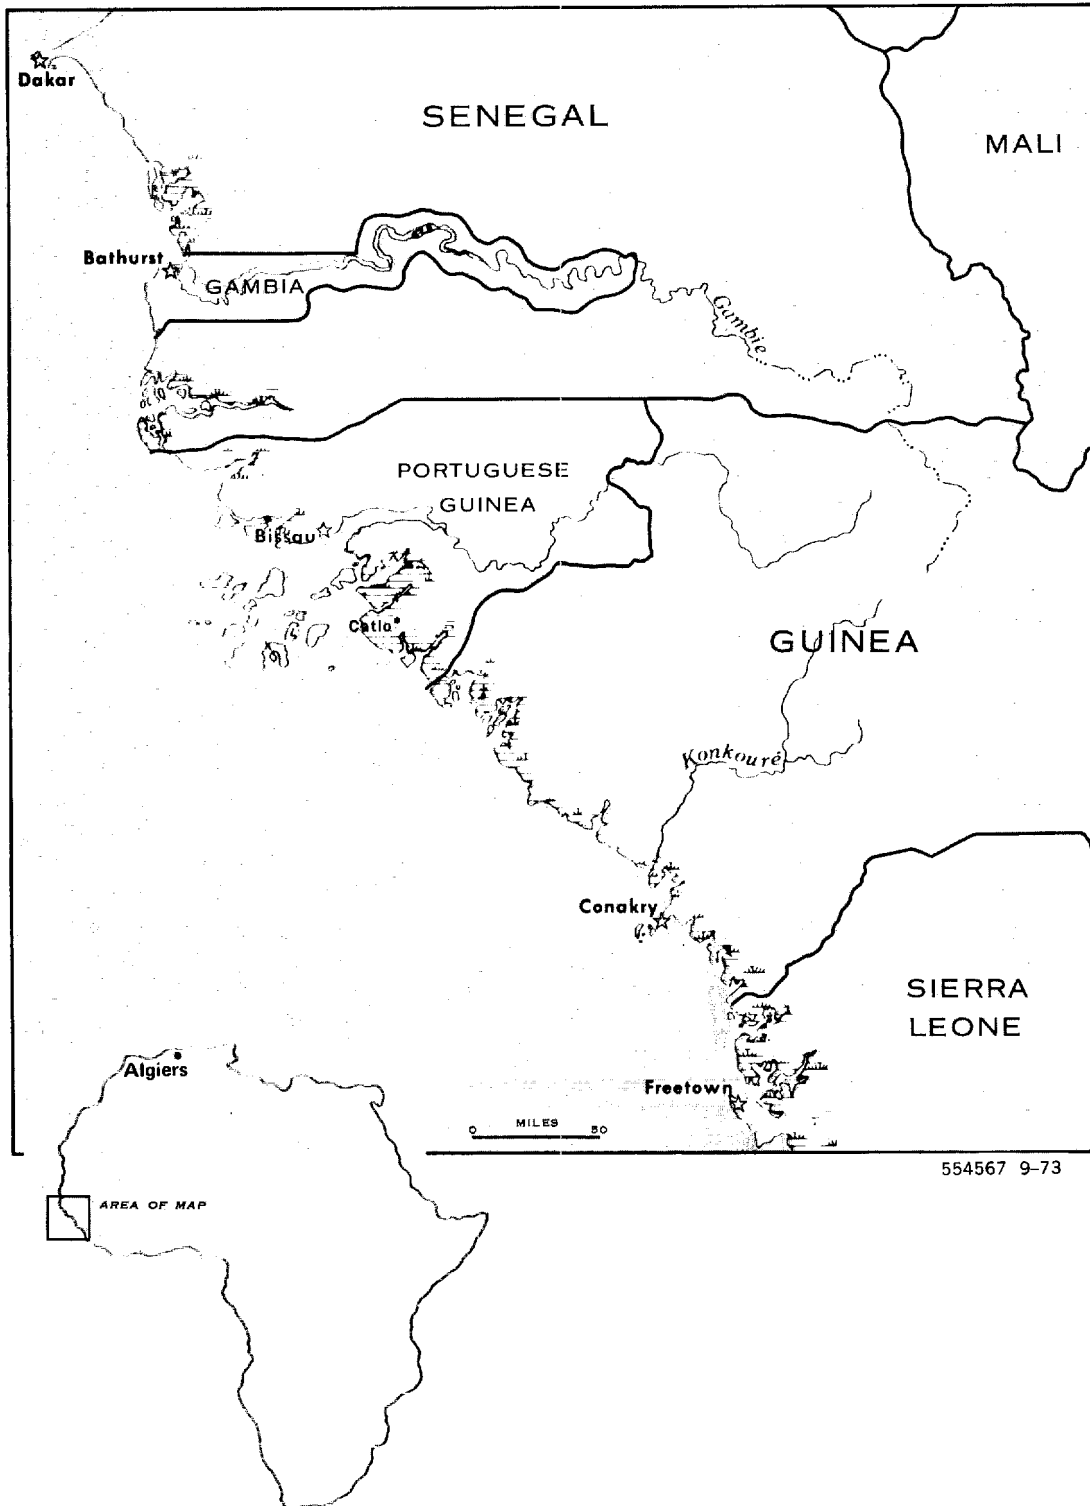 Dakar
SENEGAL
MALI
Bathurst
GAMBIA
Gambie
PORTUGUESE
GUINEA
Bissau
Catlo
GUINEA
Konkouré
Conakry
SIERRA
LEONE
Freetown
Algiers
MILES
0 50
554567 9-73
AREA OF MAP